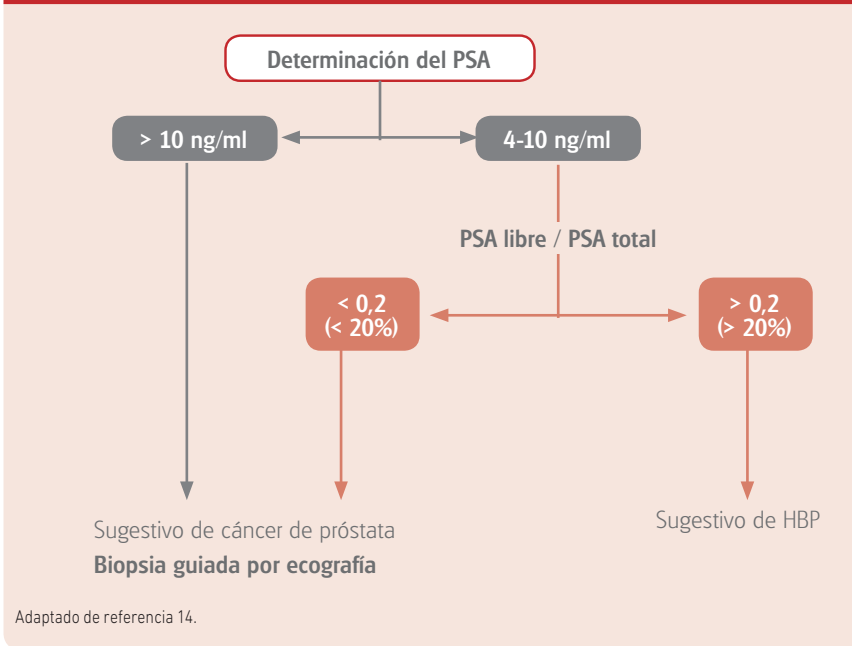 Determinación del PSA
> 10 ng/ml
4-10 ng/ml
PSA libre / PSA total
< 0,2
(< 20%)
> 0,2
(> 20%)
Sugestivo de cáncer de próstata
Biopsia guiada por ecografía
Sugestivo de HBP
Adaptado de referencia 14.